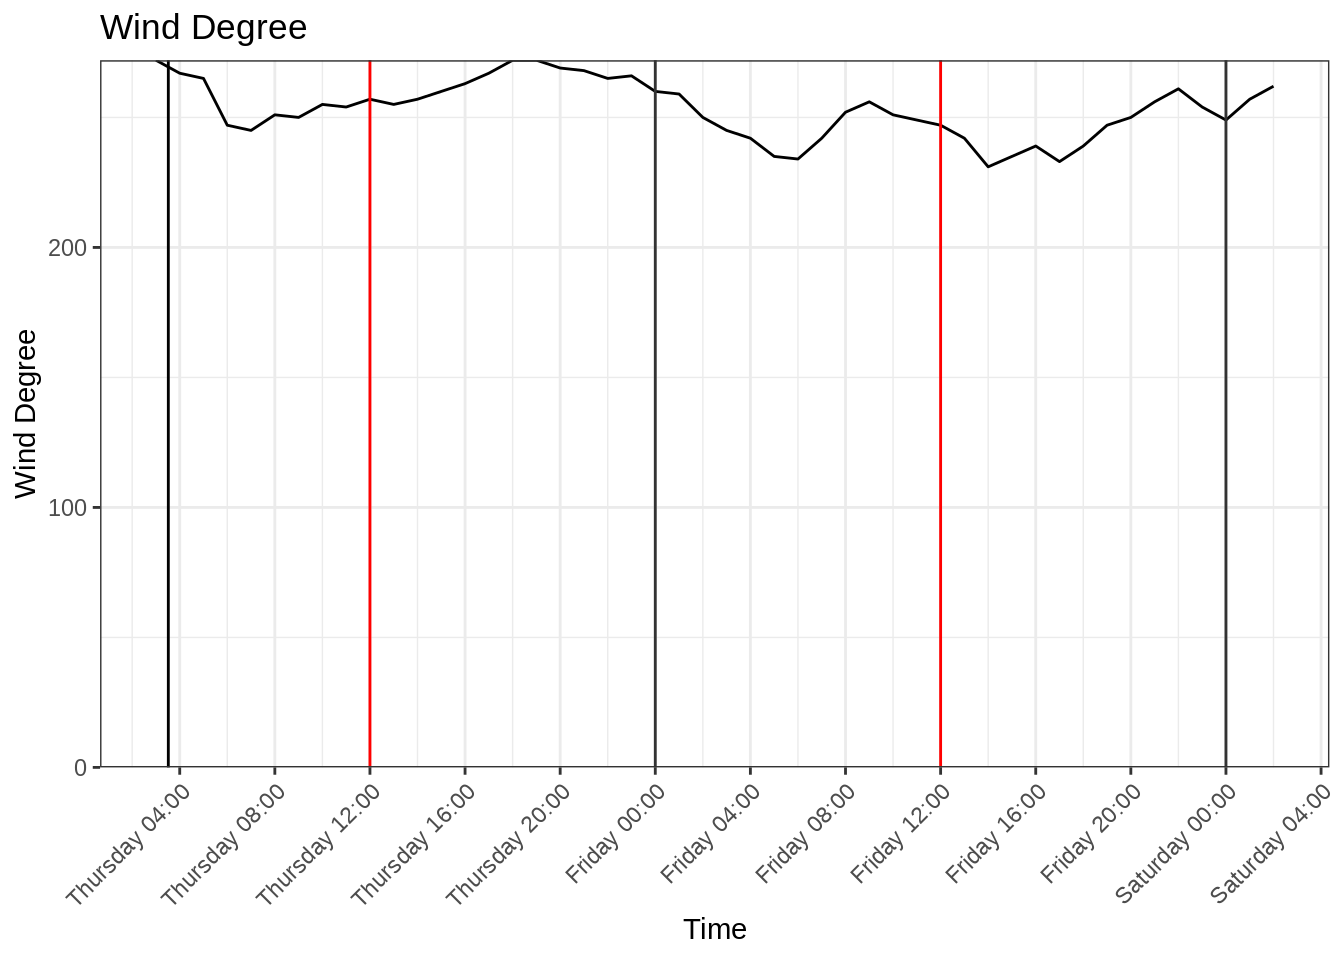 Wind Degree
Wind Degree
200
100
0
Thursday 04:00
Thursday 08:00
Thursday 12:00
Thursday 16:00
Thursday 20:00
Friday 00:00
Friday 04:00
Friday 08:00
Friday 12:00
Friday 16:00
Friday 20:00
Saturday 00:00
Saturday 04:00
Time